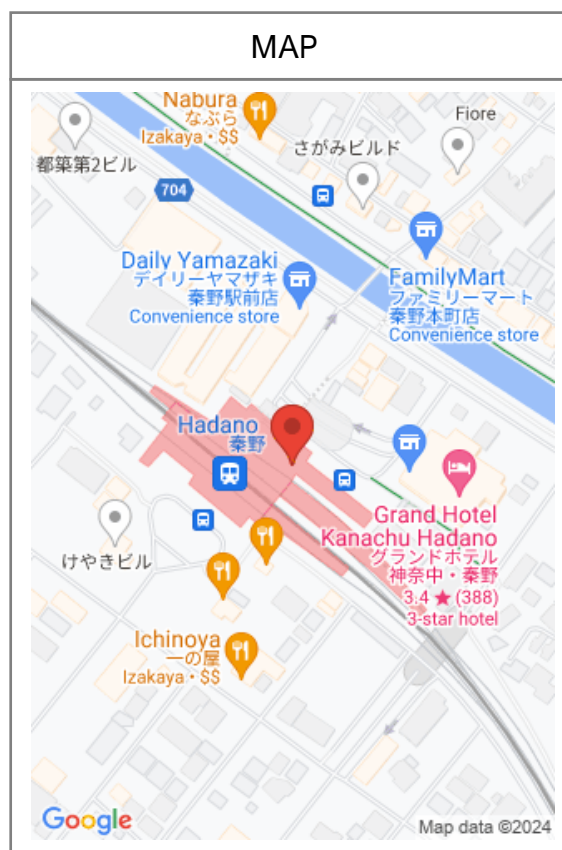 MAP
Nabura
なぶら
Izakaya・$$
Fiore
都築第2ビル
さがみビルド
704
Daily Yamazaki
デイリーヤマザキ
秦野駅前店
Convenience store
FamilyMart
ファミリーマート
秦野本町店
Convenience store
Hadano
秦野
Grand Hotel
Kanachu Hadano
グランドホテル
神奈中・秦野
3.4 ★ (388)
3-star hotel
けやきビル
Ichinoya
一の屋
Izakaya・$$
Google
Map data ©2024